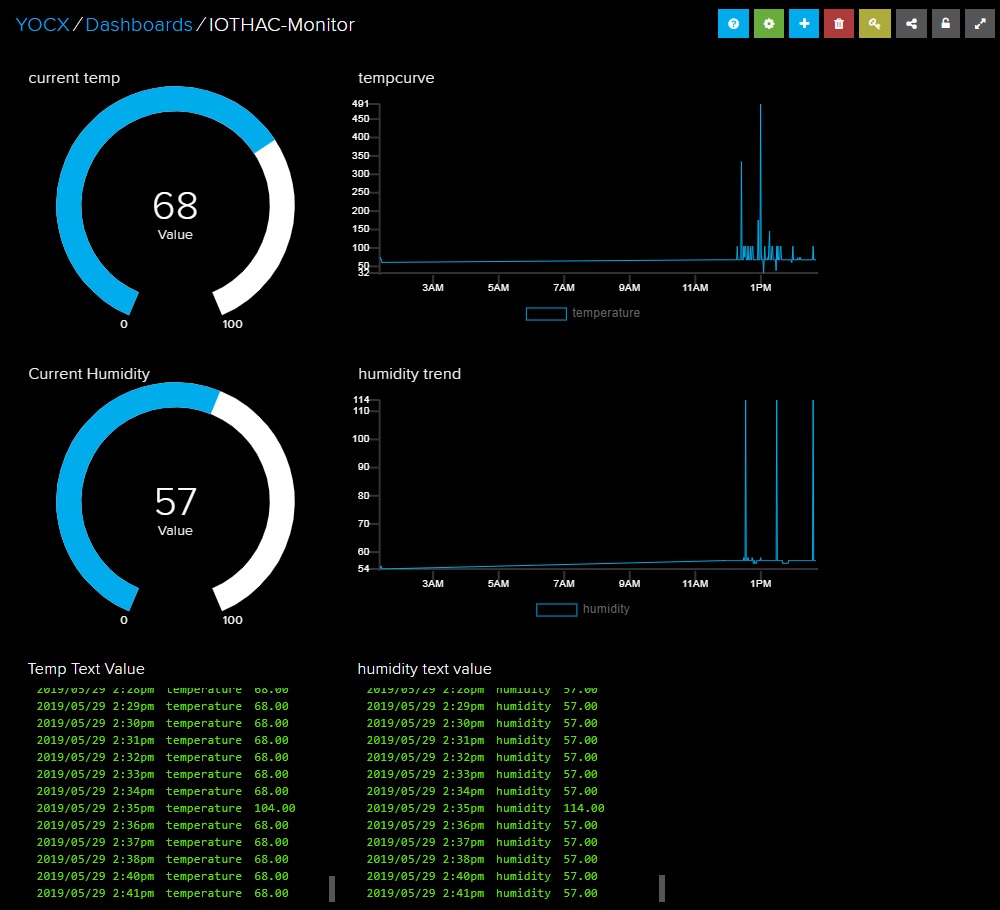 YOCX / Dashboards / IOTHAC-Monitor
current temp
68
Value
0 100
tempcurve
491
450
400
350
300
250
200
150
100
50
32
3AM 5AM 7AM 9AM 11AM 1PM
temperature
Current Humidity
57
Value
0 100
humidity trend
114
110
100
90
80
70
60
54
3AM 5AM 7AM 9AM 11AM 1PM
humidity
Temp Text Value
2019/05/29 2:28pm temperature 68.00
2019/05/29 2:29pm temperature 68.00
2019/05/29 2:30pm temperature 68.00
2019/05/29 2:31pm temperature 68.00
2019/05/29 2:32pm temperature 68.00
2019/05/29 2:33pm temperature 68.00
2019/05/29 2:34pm temperature 68.00
2019/05/29 2:35pm temperature 104.00
2019/05/29 2:36pm temperature 68.00
2019/05/29 2:37pm temperature 68.00
2019/05/29 2:38pm temperature 68.00
2019/05/29 2:40pm temperature 68.00
2019/05/29 2:41pm temperature 68.00
humidity text value
2019/05/29 2:28pm humidity 57.00
2019/05/29 2:29pm humidity 57.00
2019/05/29 2:30pm humidity 57.00
2019/05/29 2:31pm humidity 57.00
2019/05/29 2:32pm humidity 57.00
2019/05/29 2:33pm humidity 57.00
2019/05/29 2:34pm humidity 57.00
2019/05/29 2:35pm humidity 114.00
2019/05/29 2:36pm humidity 57.00
2019/05/29 2:37pm humidity 57.00
2019/05/29 2:38pm humidity 57.00
2019/05/29 2:40pm humidity 57.00
2019/05/29 2:41pm humidity 57.00